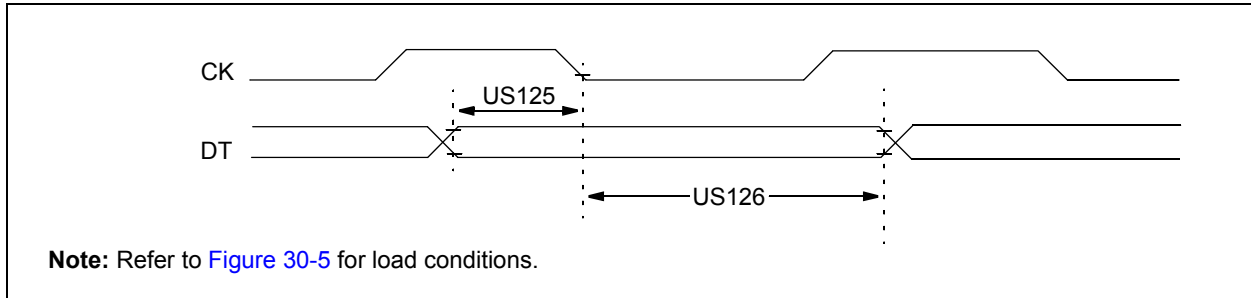 CK
US125
DT
US126
Note: Refer to Figure 30-5 for load conditions.